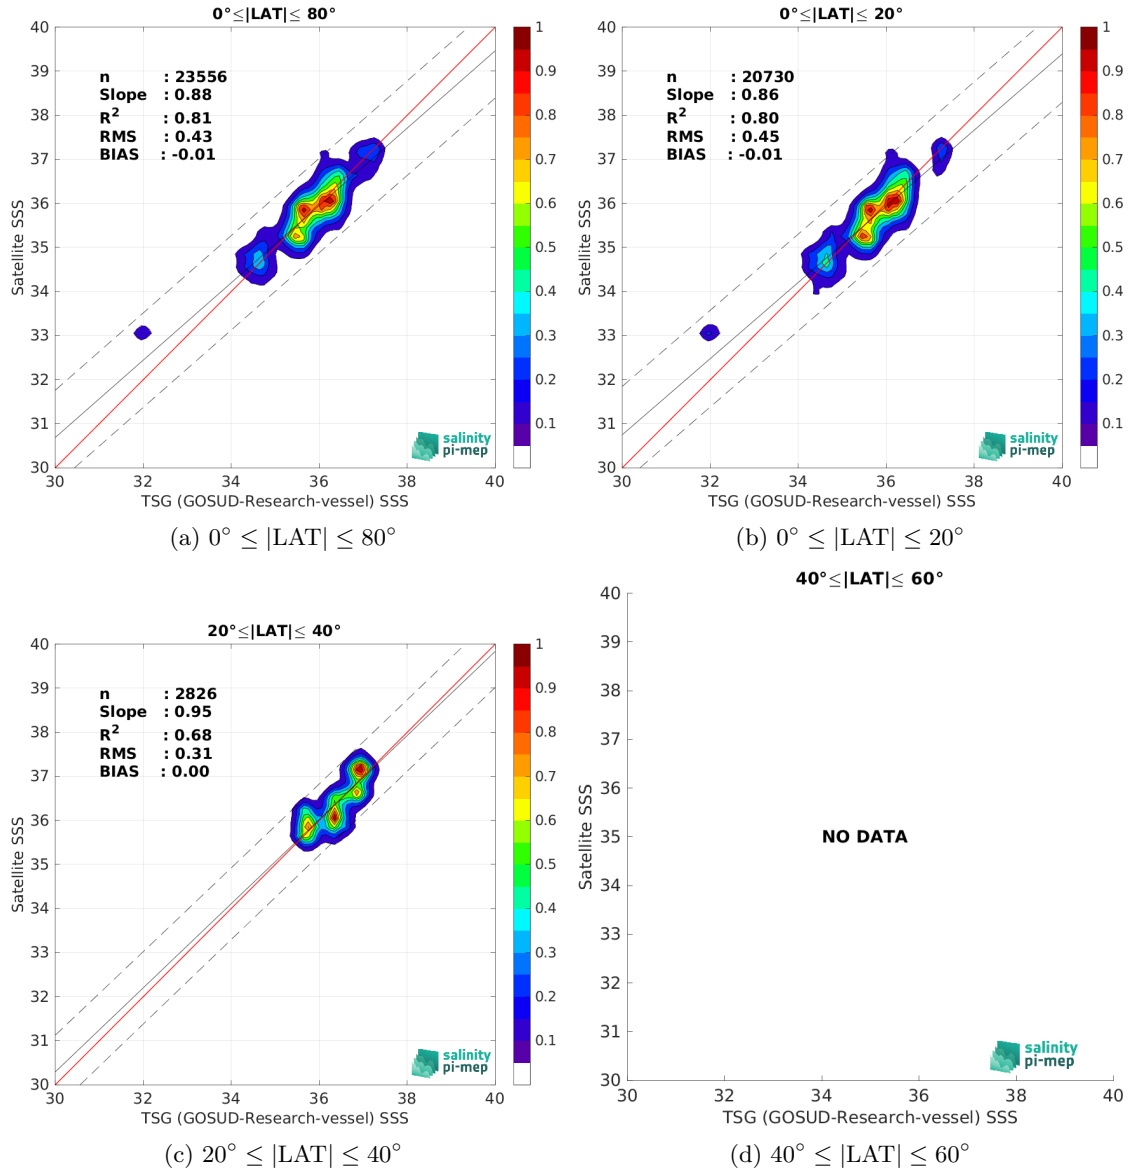 0°≤|LAT|≤ 80°
40
39
38
37
36
35
34
33
32
31
30
30
32
34
36
38
40
Satellite SSS
TSG (GOSUD-Research-vessel) SSS
n : 23556
Slope : 0.88
R² : 0.81
RMS : 0.43
BIAS : -0.01
salinity
pi-mep
1
0.9
0.8
0.7
0.6
0.5
0.4
0.3
0.2
0.1
(a) 0° ≤ |LAT| ≤ 80°
0°≤|LAT|≤ 20°
40
39
38
37
36
35
34
33
32
31
30
30
32
34
36
38
40
Satellite SSS
TSG (GOSUD-Research-vessel) SSS
n : 20730
Slope : 0.86
R² : 0.80
RMS : 0.45
BIAS : -0.01
salinity
pi-mep
1
0.9
0.8
0.7
0.6
0.5
0.4
0.3
0.2
0.1
(b) 0° ≤ |LAT| ≤ 20°
20°≤|LAT|≤ 40°
40
39
38
37
36
35
34
33
32
31
30
30
32
34
36
38
40
Satellite SSS
TSG (GOSUD-Research-vessel) SSS
n : 2826
Slope : 0.95
R² : 0.68
RMS : 0.31
BIAS : 0.00
salinity
pi-mep
1
0.9
0.8
0.7
0.6
0.5
0.4
0.3
0.2
0.1
(c) 20° ≤ |LAT| ≤ 40°
40°≤|LAT|≤ 60°
40
39
38
37
36
35
34
33
32
31
30
30
32
34
36
38
40
Satellite SSS
TSG (GOSUD-Research-vessel) SSS
NO DATA
salinity
pi-mep
(d) 40° ≤ |LAT| ≤ 60°